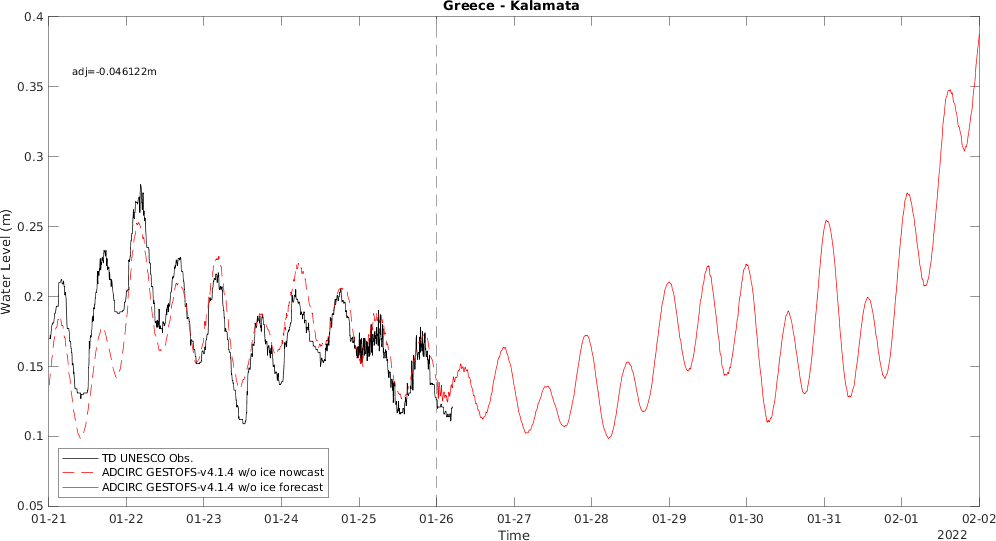 Greece - Kalamata
0.4
0.35
0.3
0.25
0.2
0.15
0.1
0.05
Water Level (m)
adj=-0.046122m
TD UNESCO Obs.
ADCIRC GESTOFS-v4.1.4 w/o ice nowcast
ADCIRC GESTOFS-v4.1.4 w/o ice forecast
01-21 01-22 01-23 01-24 01-25 01-26 01-27 01-28 01-29 01-30 01-31 02-01 02-02
Time
2022